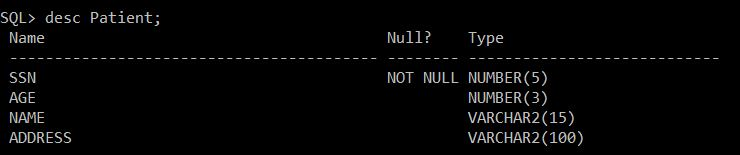 SQL> desc Patient;
Name Null? Type
----------------------------------------- -------- ----------------------------
SSN NOT NULL NUMBER(5)
AGE NUMBER(3)
NAME VARCHAR2(15)
ADDRESS VARCHAR2(100)